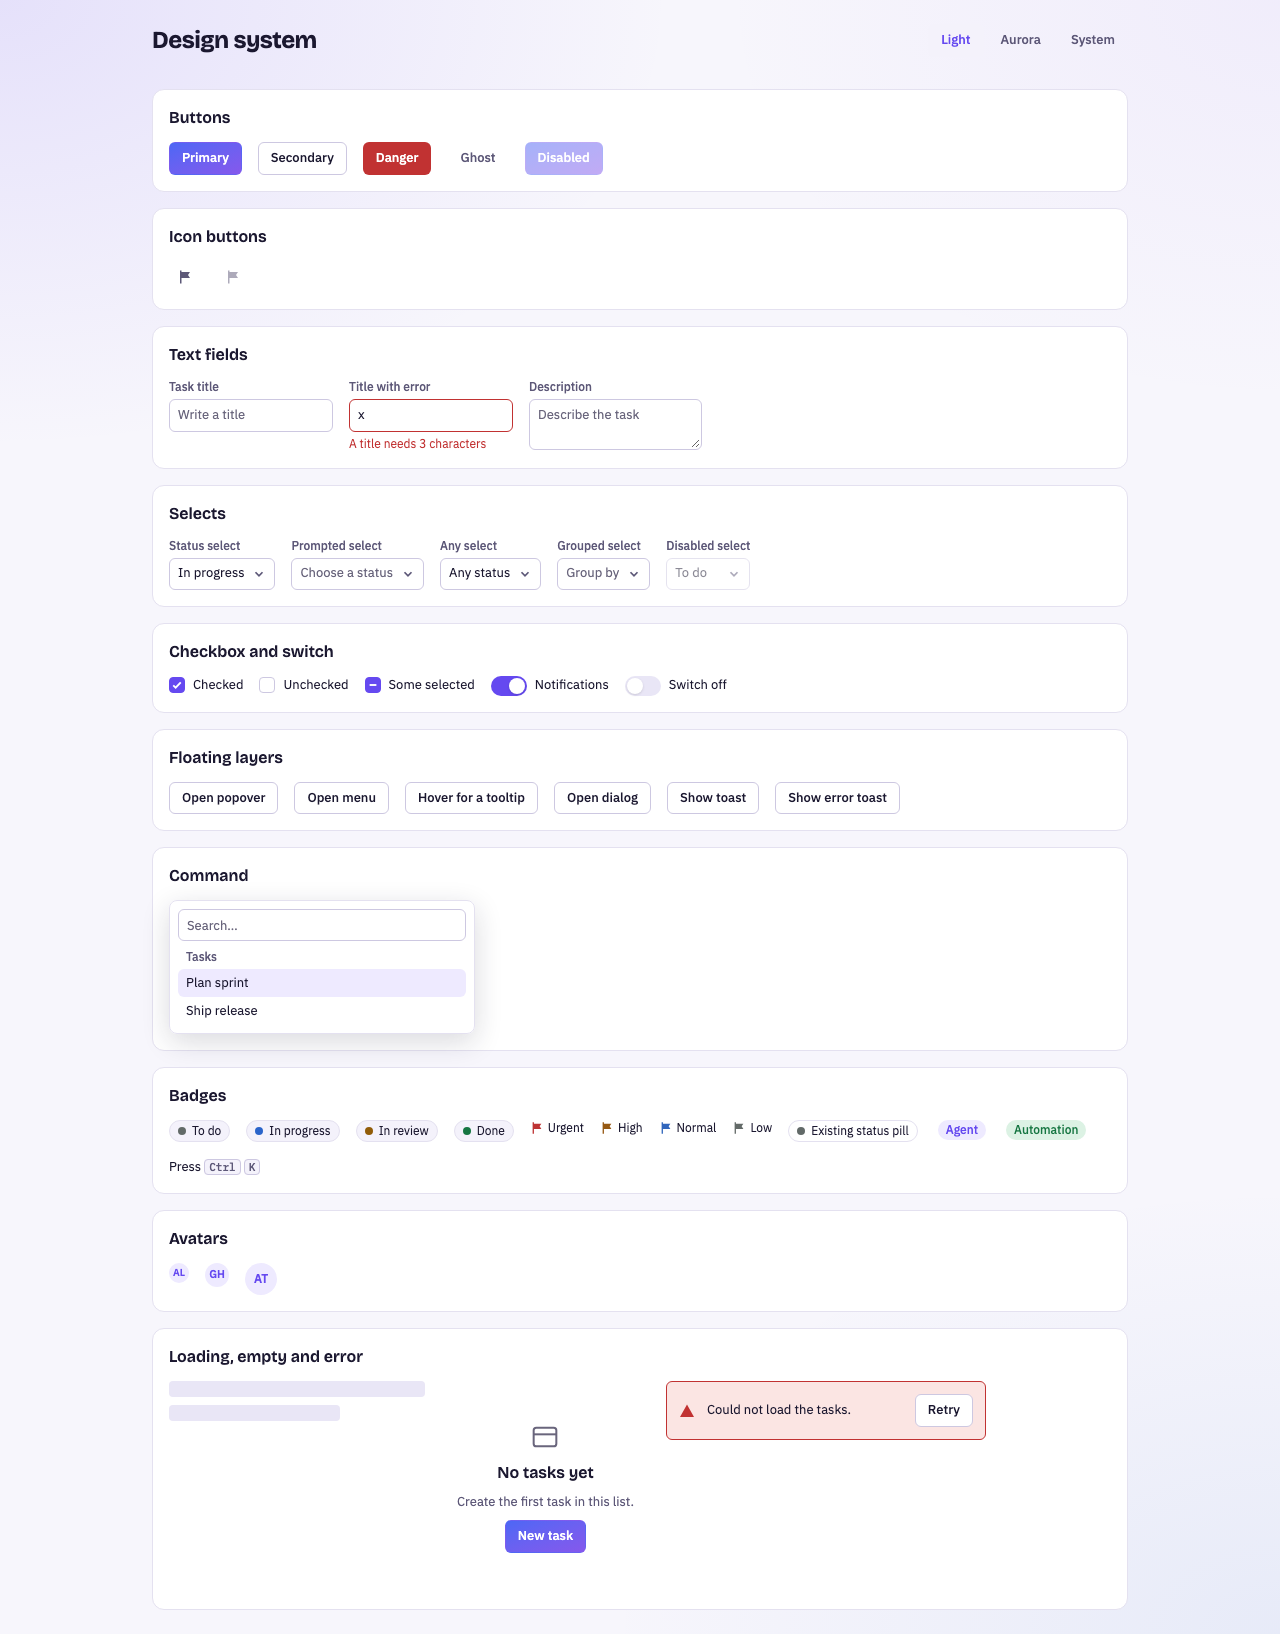 Design system
Light Aurora System
Buttons
Primary Secondary Danger Ghost Disabled
Icon buttons
Text fields
Task title Title with error Description
Write a title x Describe the task
A title needs 3 characters
Selects
Status select Prompted select Any select Grouped select Disabled select
In progress Choose a status Any status Group by To do
Checkbox and switch
Checked Unchecked Some selected Notifications Switch off
Floating layers
Open popover Open menu Hover for a tooltip Open dialog Show toast Show error toast
Command
Search...
Tasks
Plan sprint
Ship release
Badges
To do In progress In review Done Urgent High Normal Low Existing status pill Agent Automation
Press Ctrl K
Avatars
AL GH AT
Loading, empty and error
Could not load the tasks. Retry
No tasks yet
Create the first task in this list.
New task